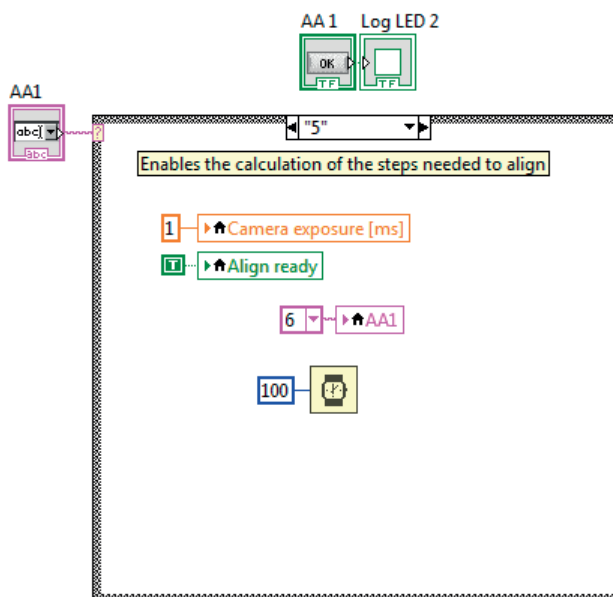 AA 1 Log LED 2
OK
TF TF
AA1
abc
abc
?
"5"
Enables the calculation of the steps needed to align
1 Camera exposure [ms]
T Align ready
6 AA1
100